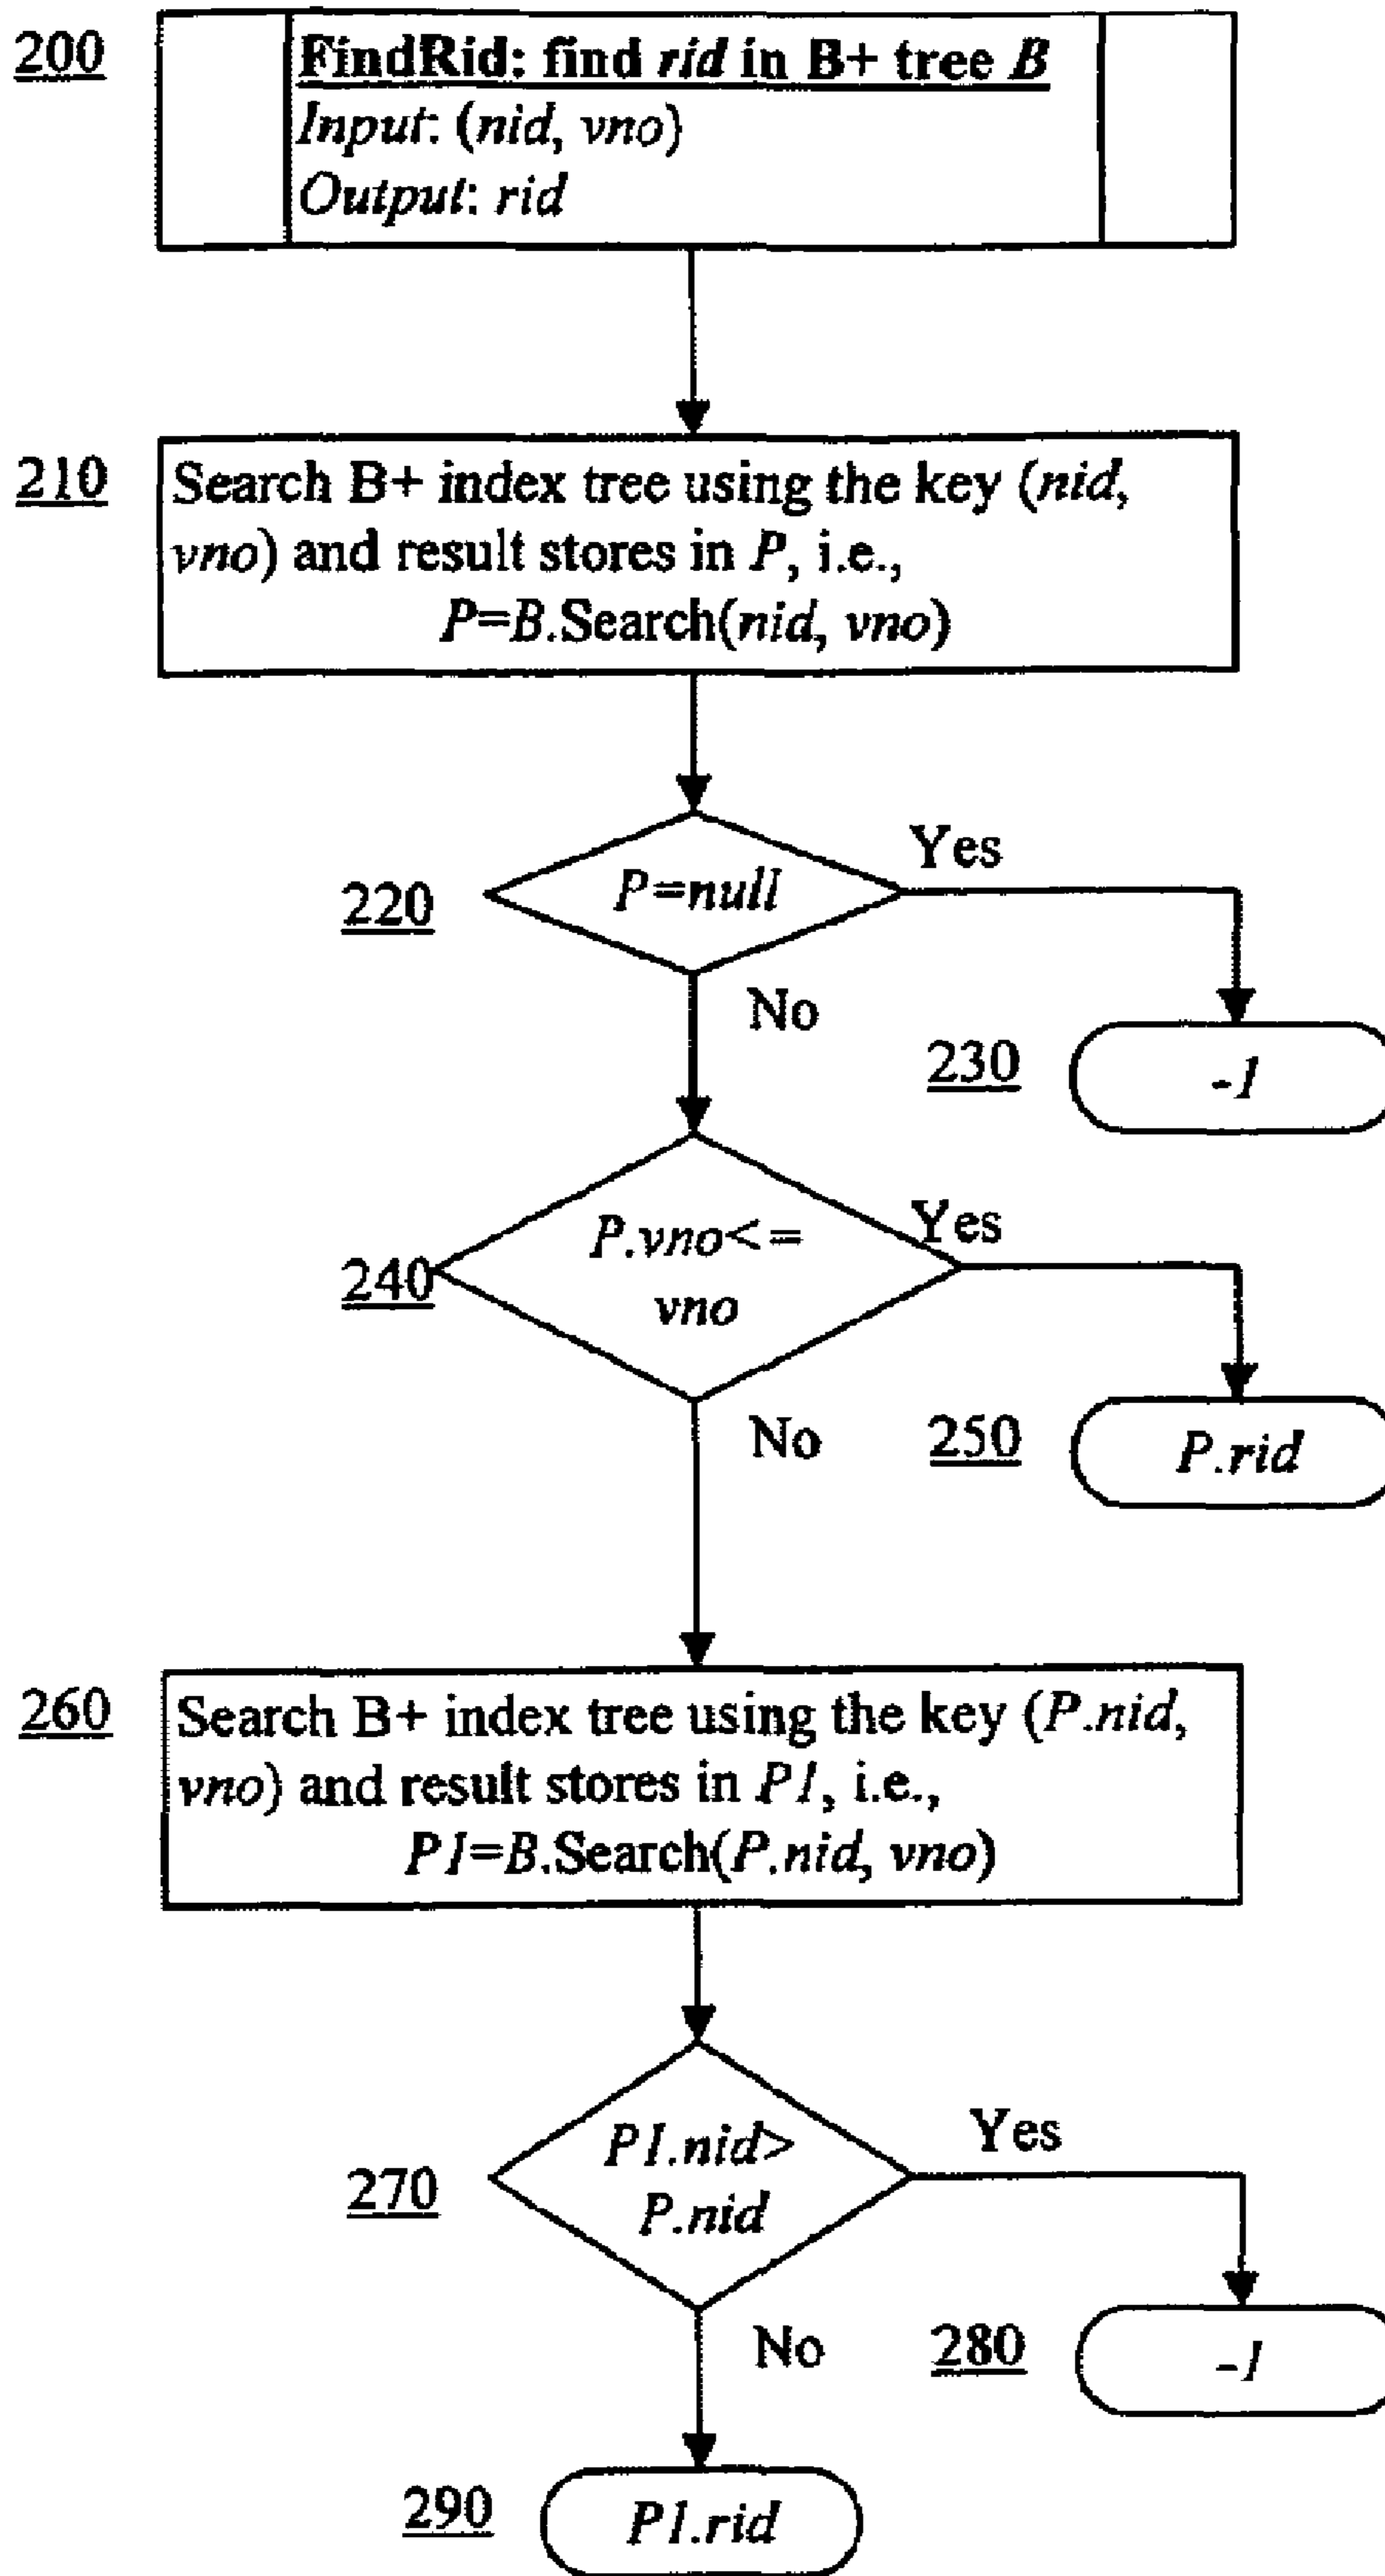 200
FindRid: find rid in B+ tree B
Input: (nid, vno)
Output: rid
210
Search B+ index tree using the key (nid,
vno) and result stores in P, i.e.,
P=B.Search(nid, vno)
220
P=null
Yes
No
230
-1
240
P.vno<=
vno
Yes
No
250
P.rid
260
Search B+ index tree using the key (P.nid,
vno) and result stores in P1, i.e.,
P1=B.Search(P.nid, vno)
270
P1.nid>
P.nid
Yes
No
280
-1
290
P1.rid